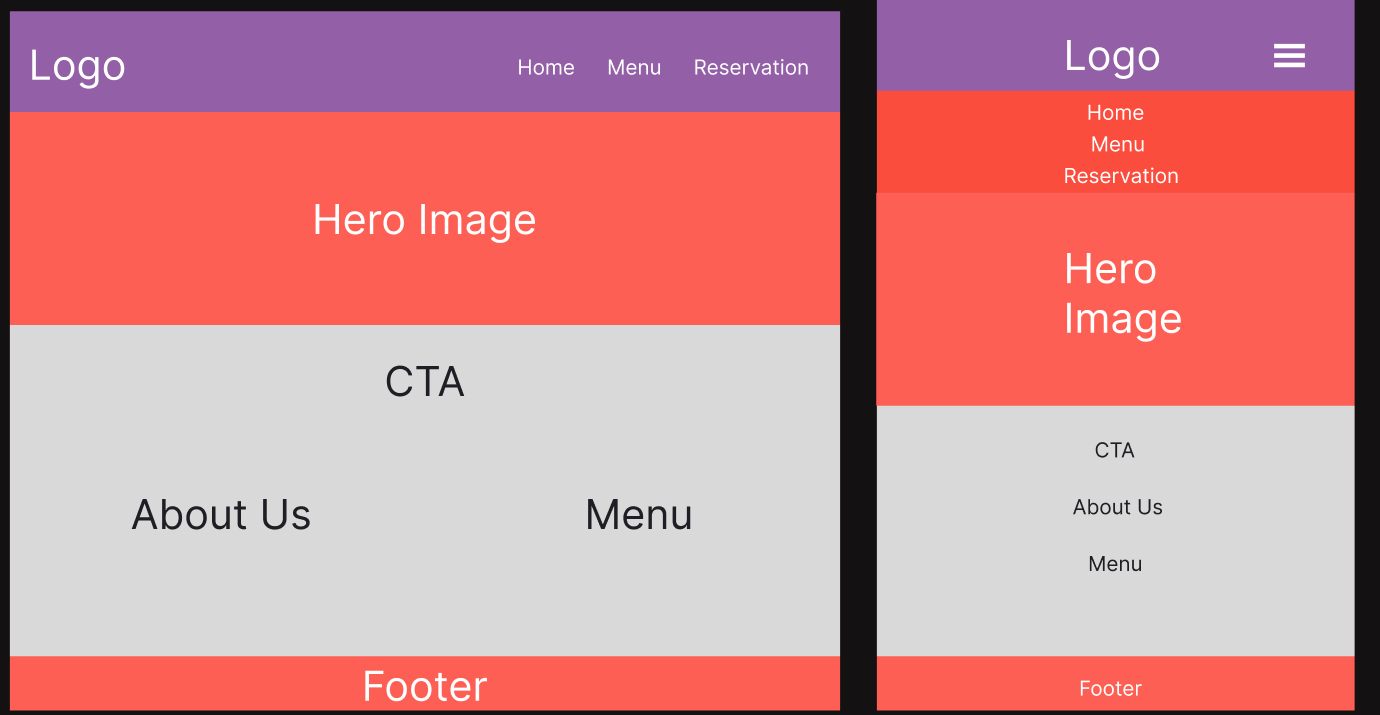 Logo
Home Menu Reservation
Hero Image
CTA
About Us Menu
Footer
Logo
Home
Menu
Reservation
Hero
Image
CTA
About Us
Menu
Footer